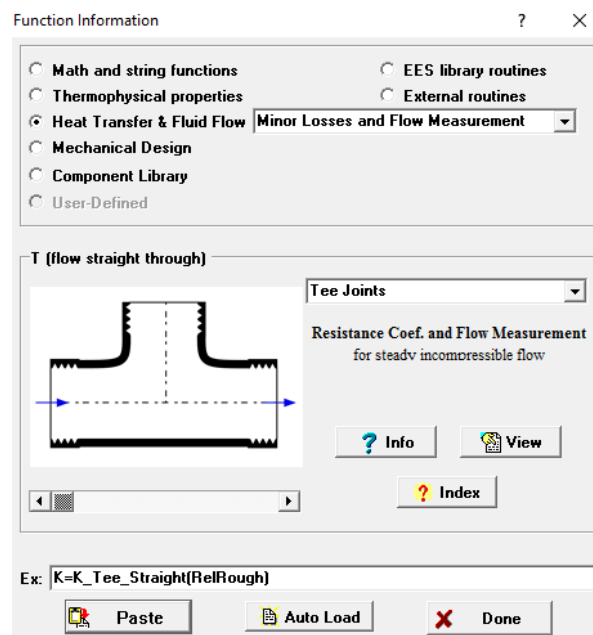 Function Information
? ×
Math and string functions
EES library routines
Thermophysical properties
External routines
Heat Transfer & Fluid Flow Minor Losses and Flow Measurement
Mechanical Design
Component Library
User-Defined
T (flow straight through)
Tee Joints
Resistance Coef. and Flow Measurement
for steady incompressible flow
? Info
View
? Index
Ex: K=K_Tee_Straight(RelRough)
Paste
Auto Load
Done